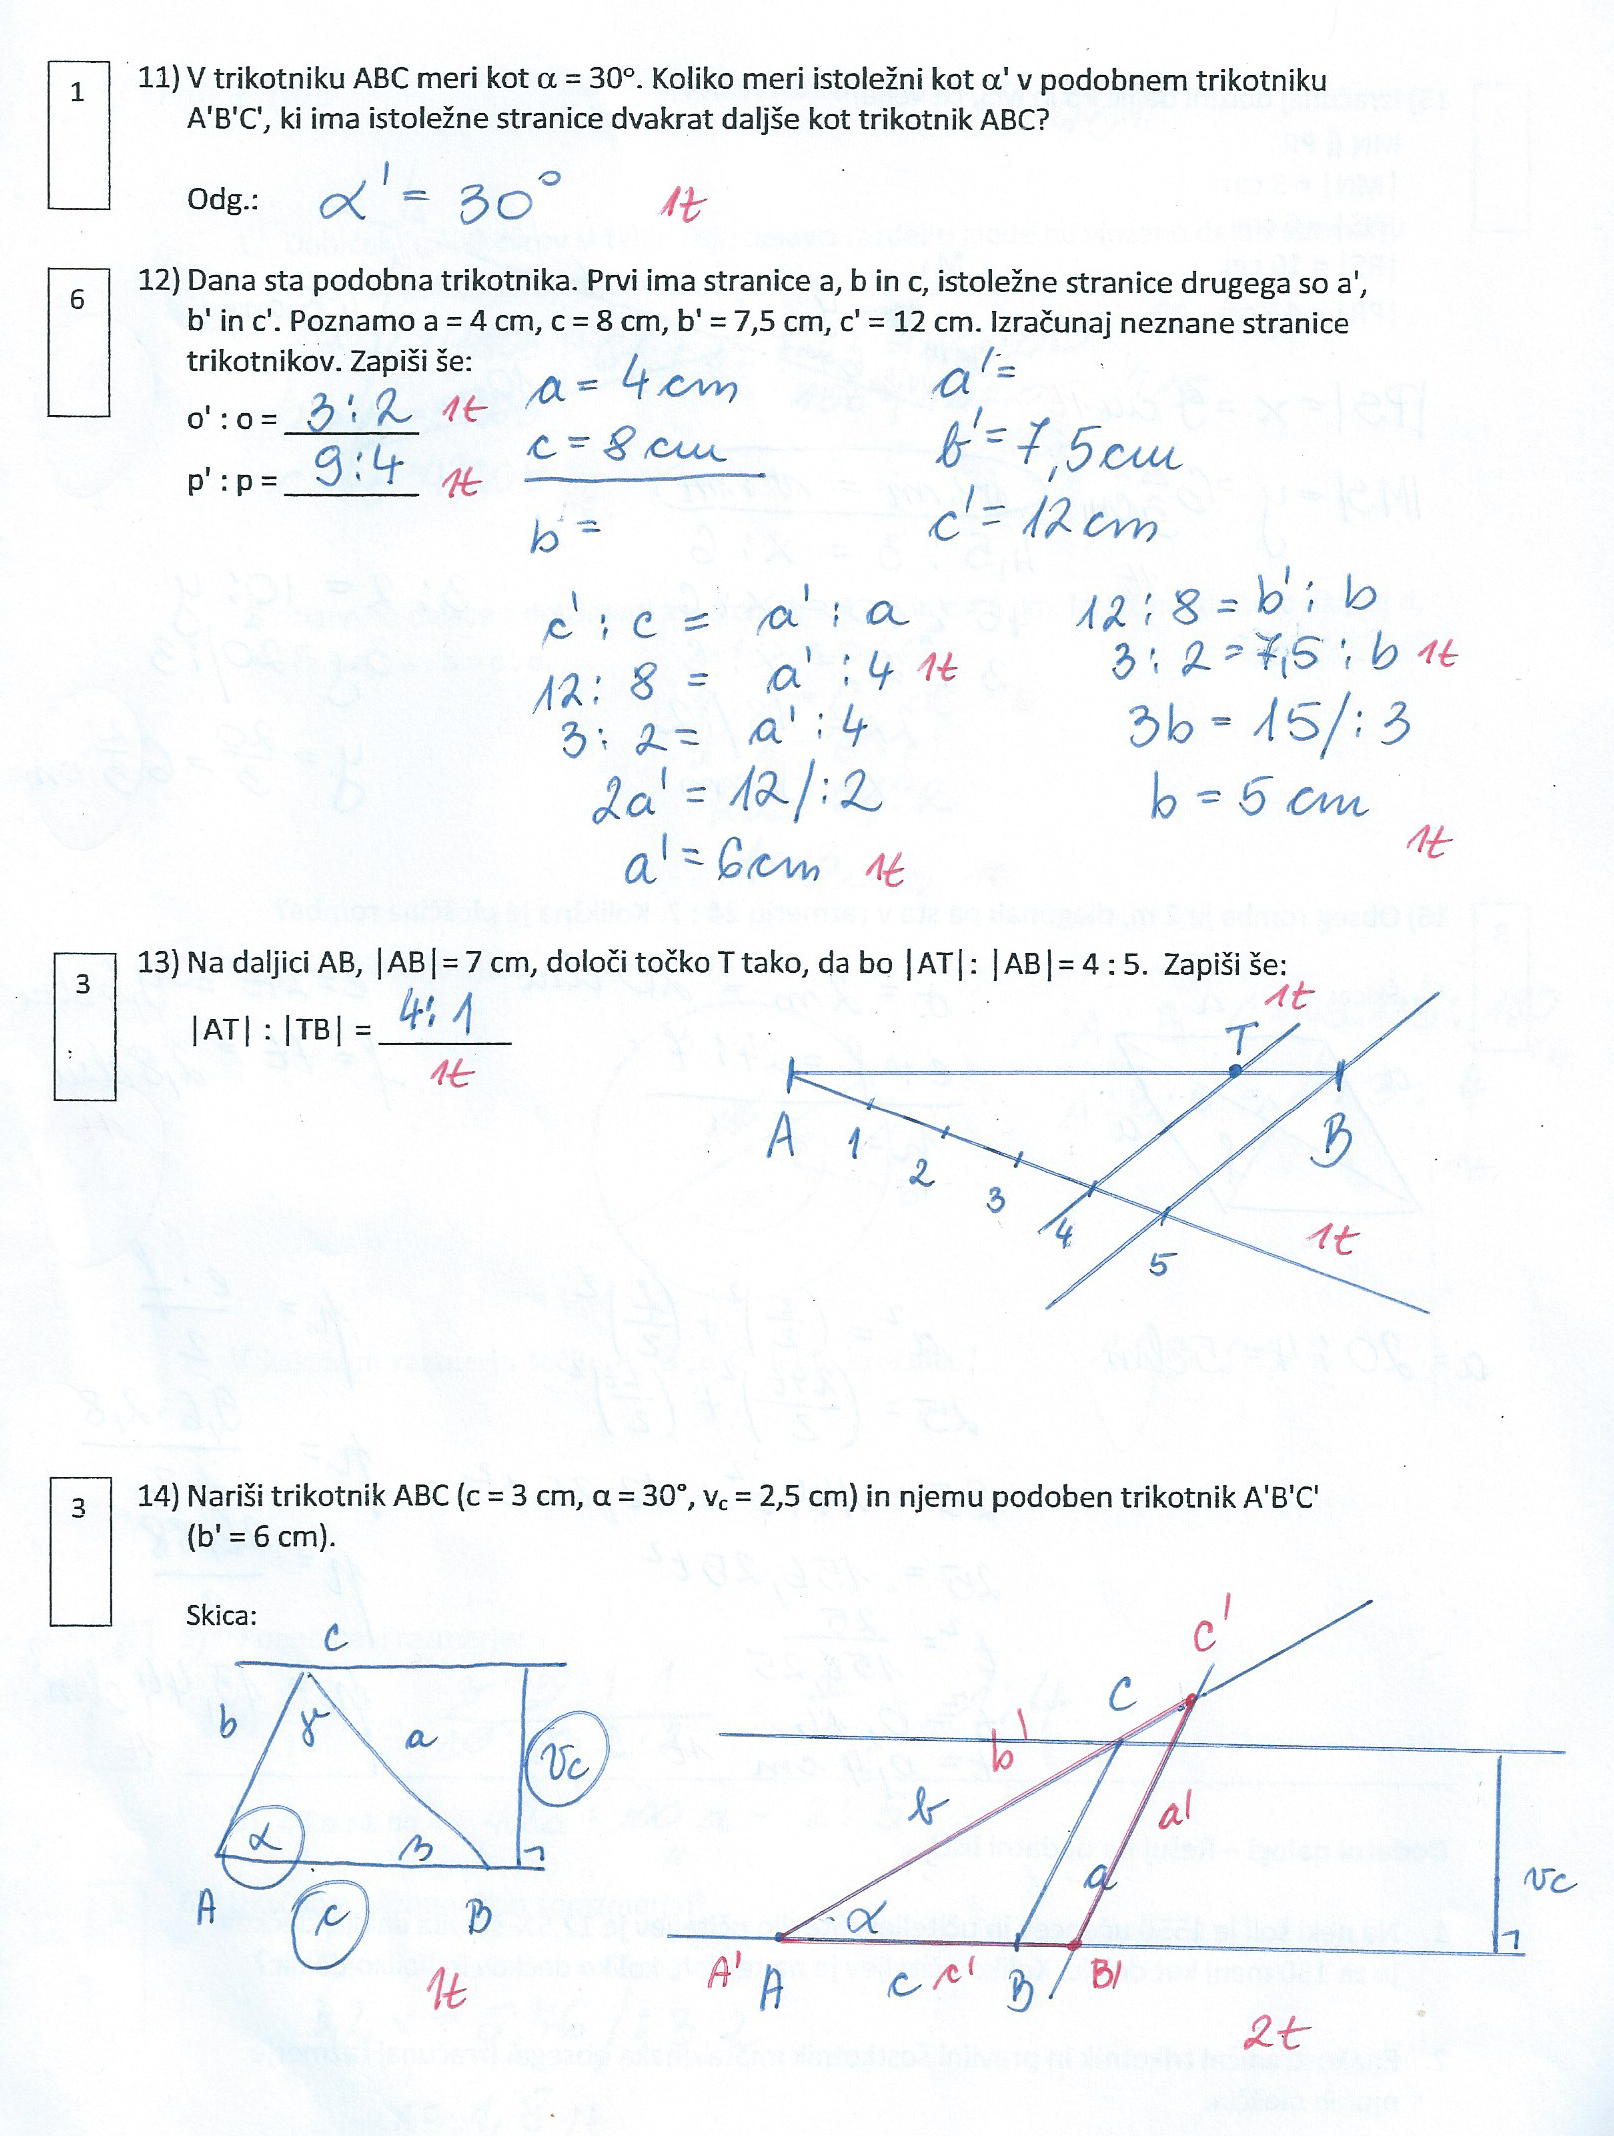 1
11) V trikotniku ABC meri kot α = 30°. Koliko meri istoležni kot α' v podobnem trikotniku
A'B'C', ki ima istoležne stranice dvakrat daljše kot trikotnik ABC?
Odg.: α' = 30° 1t
6
12) Dana sta podobna trikotnika. Prvi ima stranice a, b in c, istoležne stranice drugega so a',
b' in c'. Poznamo a = 4 cm, c = 8 cm, b' = 7,5 cm, c' = 12 cm. Izračunaj neznane stranice
trikotnikov. Zapiši še:
o' : o = 3:2 1t
p' : p = 9:4 1t
a = 4 cm
c = 8 cm
b =
a' =
b' = 7,5 cm
c' = 12 cm
c' : c = a' : a
12 : 8 = a' : 4 1t
3 : 2 = a' : 4
2a' = 12 /:2
a' = 6 cm 1t
12 : 8 = b' : b
3 : 2 = 7,5 : b 1t
3b = 15 /: 3
b = 5 cm
1t
3
13) Na daljici AB, |AB|= 7 cm, določi točko T tako, da bo |AT| : |AB|= 4 : 5. Zapiši še:
|AT| : |TB| = 4:1
1t
1t
T
A
B
1
2
3
4
5
1t
3
14) Nariši trikotnik ABC (c = 3 cm, α = 30°, vc = 2,5 cm) in njemu podoben trikotnik A'B'C'
(b' = 6 cm).
Skica:
C
b
γ
a
vc
α
β
A
c
B
1t
C'
C
b'
b
a'
a
vc
α
A'
A
c
c'
B
B'
2t